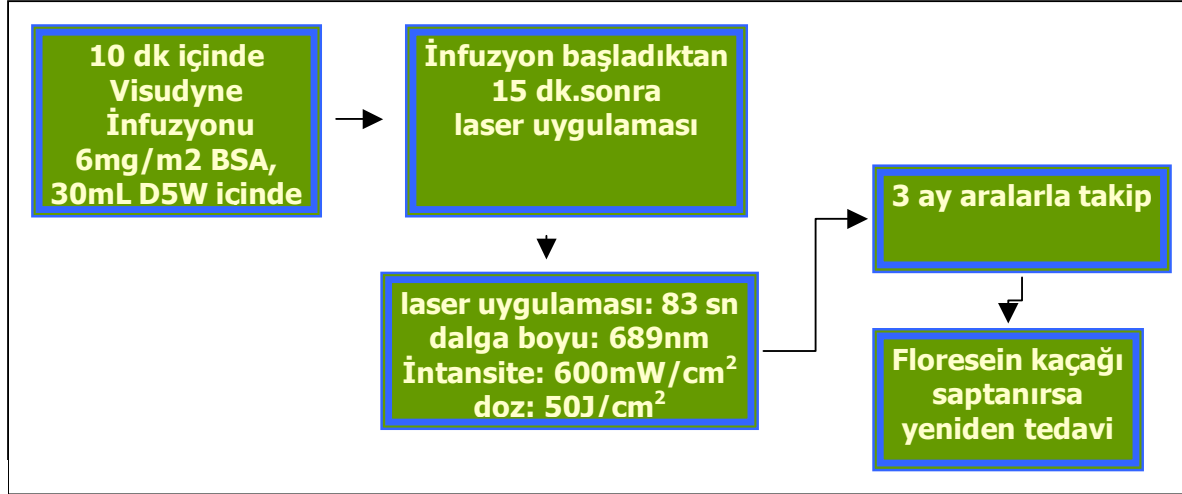 10 dk içinde
Visudyne
İnfuzyonu
6mg/m2 BSA,
30mL D5W icinde
İnfuzyon başladıktan
15 dk.sonra
laser uygulaması
laser uygulaması: 83 sn
dalga boyu: 689nm
İntansite: 600mW/cm²
doz: 50J/cm²
3 ay aralarla takip
Floresein kaçağı
saptanırsa
yeniden tedavi